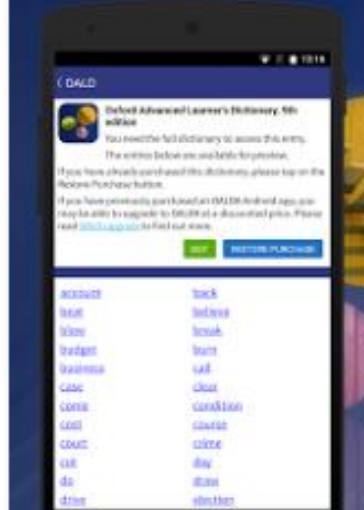 10:16
< OALD
Oxford Advanced Learner's Dictionary, 9th
edition
You need the full dictionary to access this entry.
The entries below are available for preview.
If you have already purchased this dictionary, please tap on the
Restore Purchase button.
If you have previously purchased an OALD8 Android app, you
may be able to upgrade to OALD9 at a discounted price. Please
read to find out more.
BUY RESTORE PURCHASE
account back
beat believe
blow break
budget burn
business call
case clear
come condition
cost course
court crime
cut day
do draw
drive election